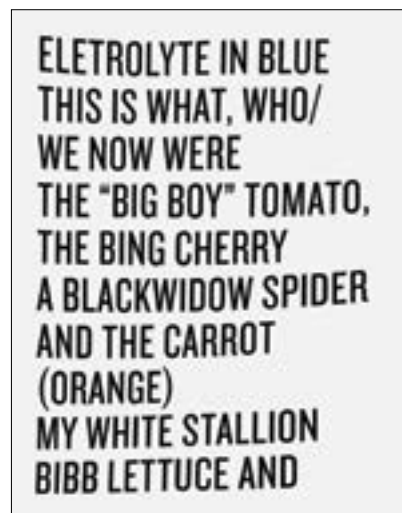 ELETROLYTE IN BLUE
THIS IS WHAT, WHO/
WE NOW WERE
THE “BIG BOY” TOMATO,
THE BING CHERRY
A BLACKWIDOW SPIDER
AND THE CARROT
(ORANGE)
MY WHITE STALLION
BIBB LETTUCE AND